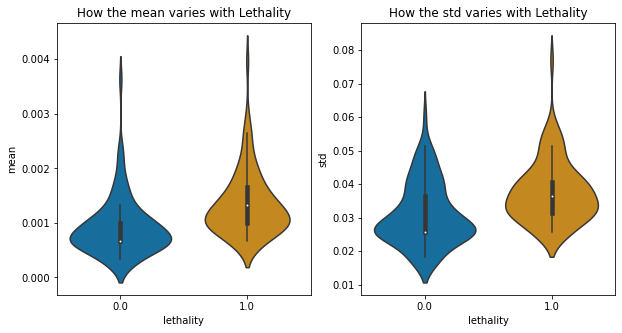 How the mean varies with Lethality
mean
0.004
0.003
0.002
0.001
0.000
0.0 1.0
lethality
How the std varies with Lethality
std
0.08
0.07
0.06
0.05
0.04
0.03
0.02
0.01
0.0 1.0
lethality